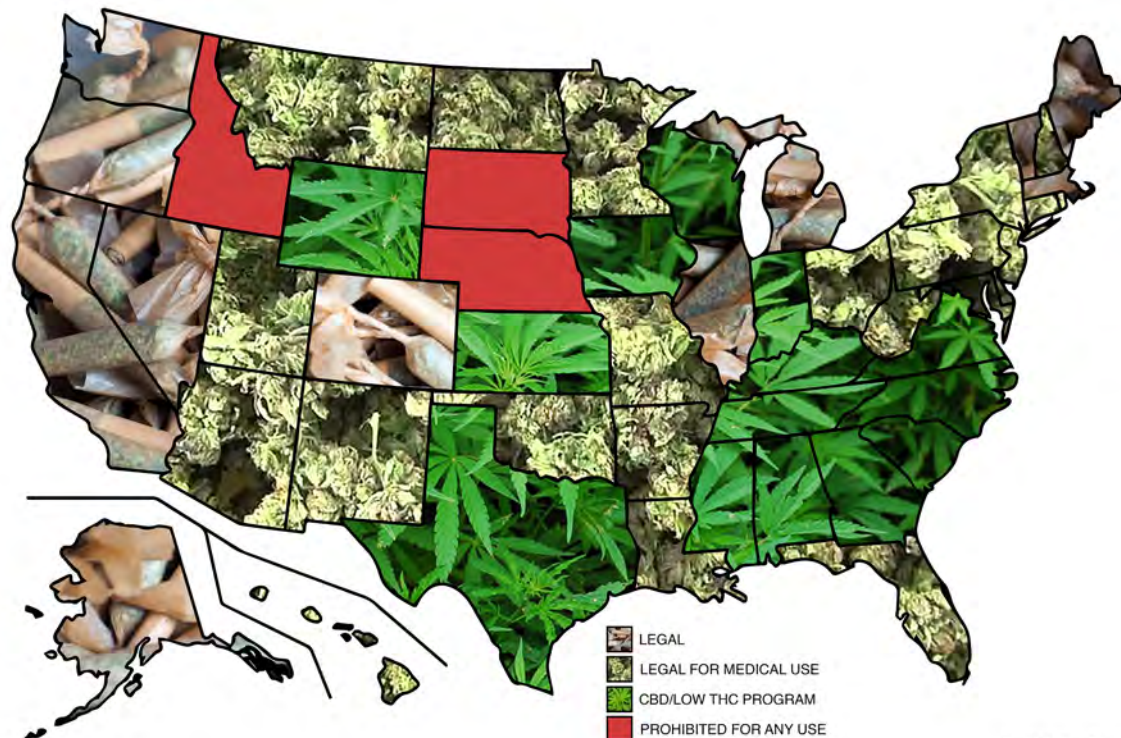 LEGAL
LEGAL FOR MEDICAL USE
CBD/LOW THC PROGRAM
PROHIBITED FOR ANY USE